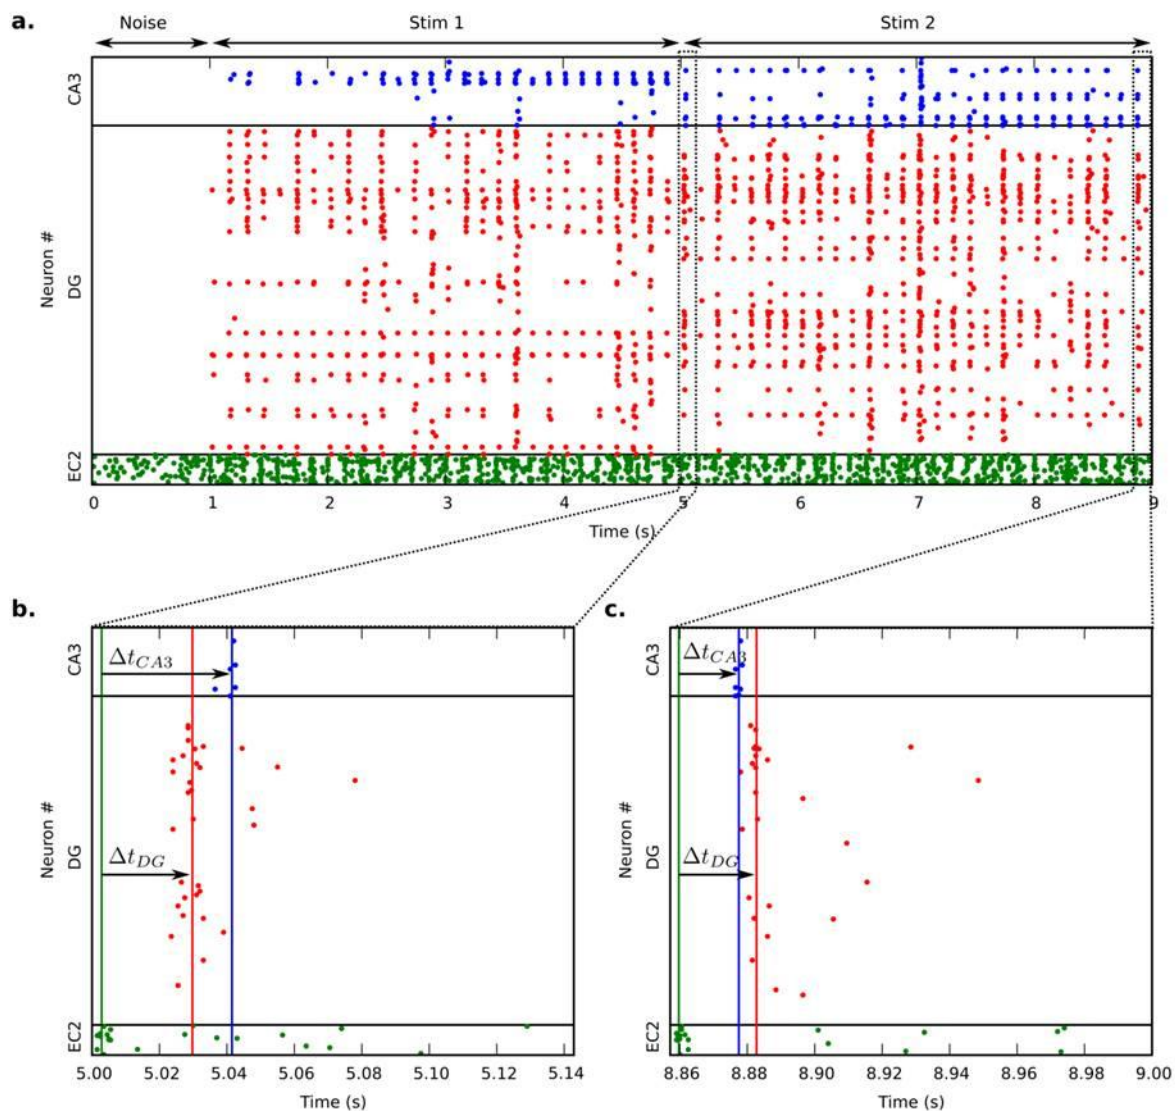 a.
Noise
Stim 1
Stim 2
CA3
DG
EC2
Neuron #
0 1 2 3 4 5 6 7 8 9
Time (s)
b.
c.
CA3
DG
EC2
Neuron #
Δt_CA3
Δt_DG
5.00 5.02 5.04 5.06 5.08 5.10 5.12 5.14
Time (s)
CA3
DG
EC2
Neuron #
Δt_CA3
Δt_DG
8.86 8.88 8.90 8.92 8.94 8.96 8.98 9.00
Time (s)